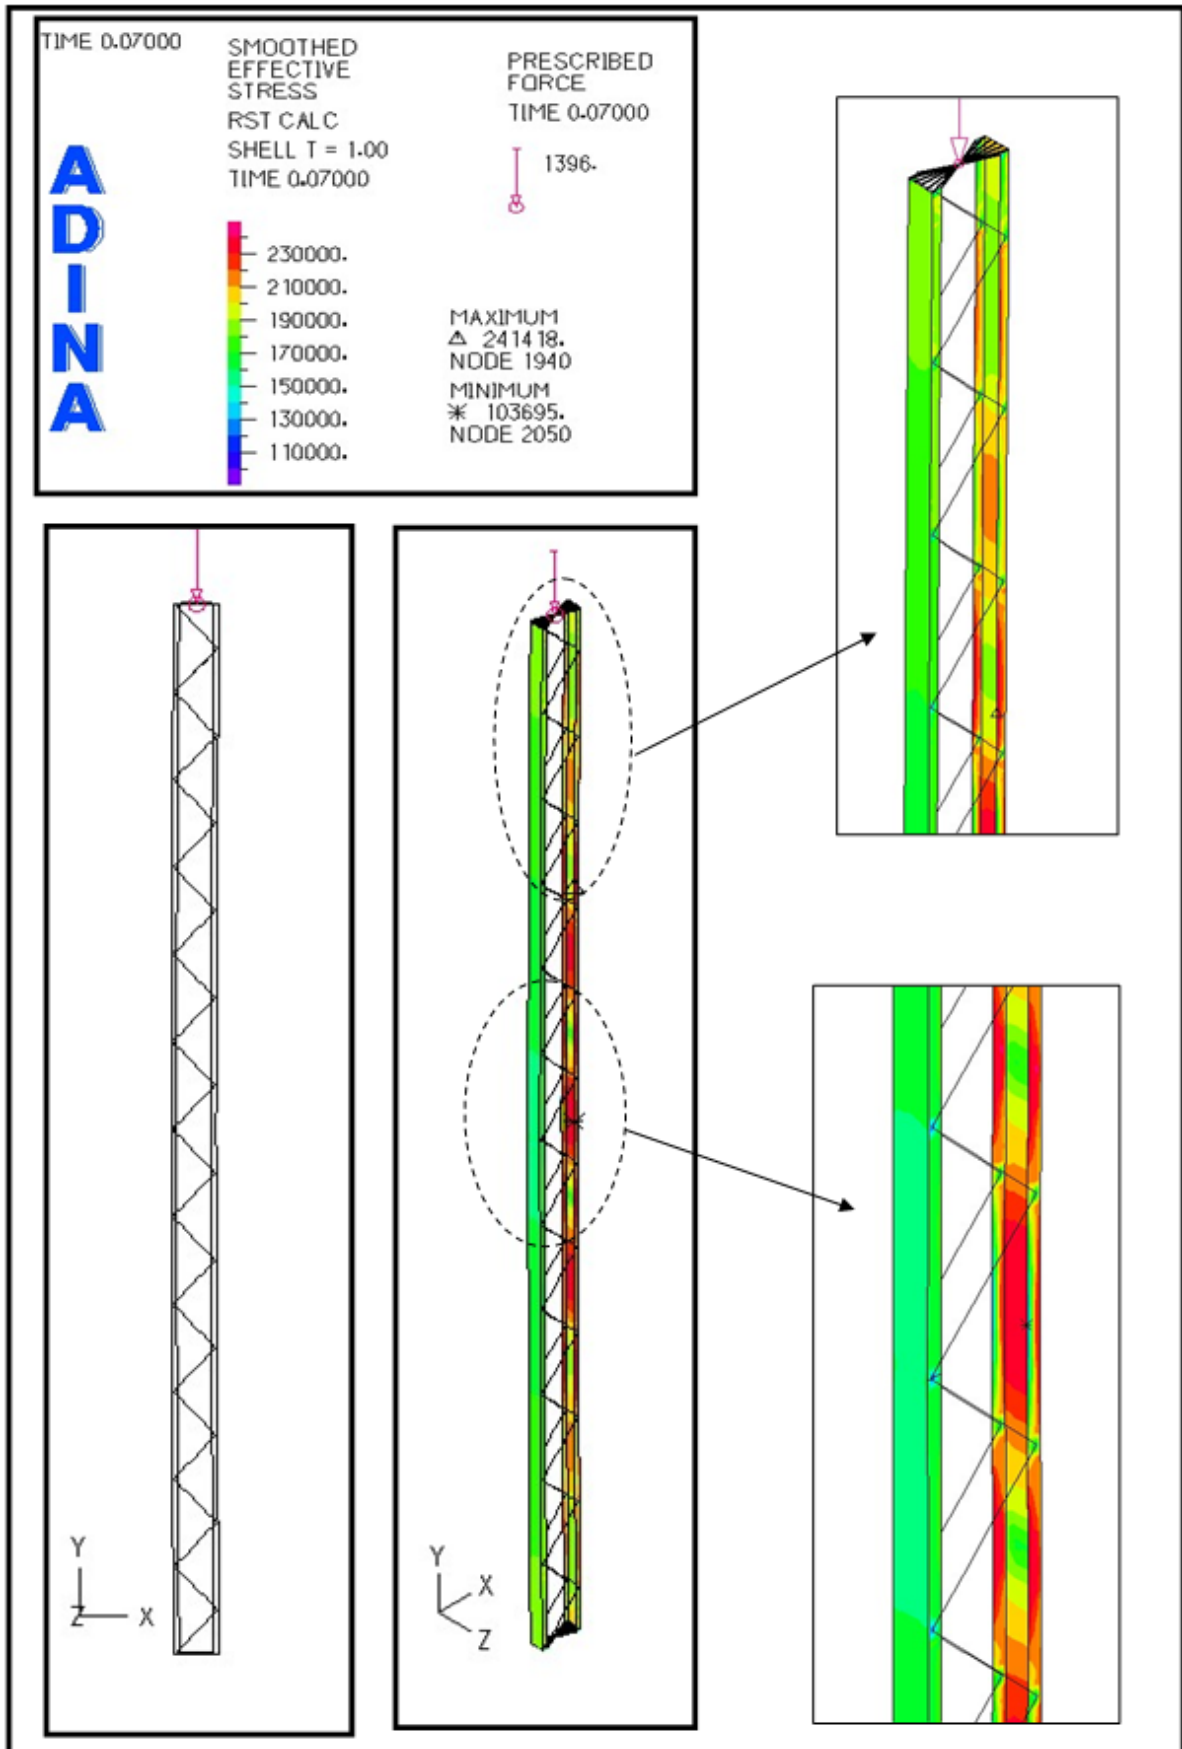 TIME 0.07000
SMOOTHED
EFFECTIVE
STRESS
RST CALC
SHELL T = 1.00
TIME 0.07000
PRESCRIBED
FORCE
TIME 0.07000
1396.
ADINA
230000.
210000.
190000.
170000.
150000.
130000.
110000.
MAXIMUM
△ 241418.
NODE 1940
MINIMUM
✳ 103695.
NODE 2050
Y
Z X
Y
X
Z